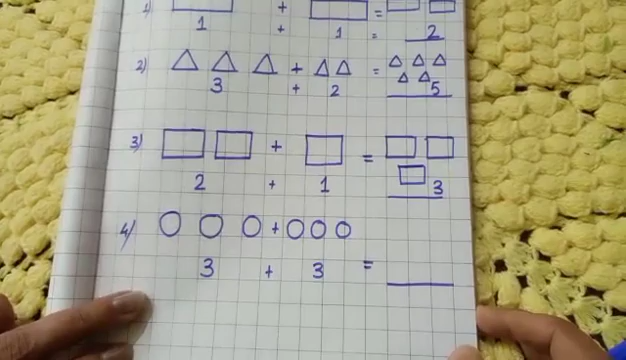 1) + =
1 + 1 = 2
2) + =
3 + 2 5
3) + =
2 + 1 3
4) +
3 + 3 =